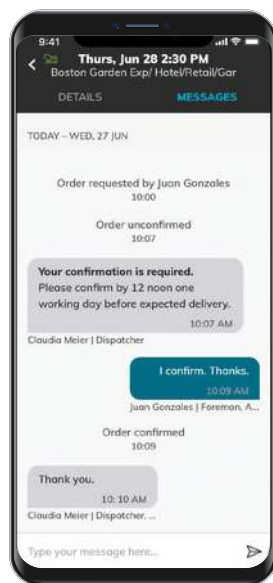 9:41
Thurs, Jun 28 2:30 PM
Boston Garden Exp/ Hotel/Retail/Gar
DETAILS MESSAGES
TODAY – WED, 27 JUN
Order requested by Juan Gonzales
10:00
Order unconfirmed
10:07
Your confirmation is required.
Please confirm by 12 noon one
working day before expected delivery.
10:07 AM
Claudia Meier | Dispatcher
I confirm. Thanks.
10:09 AM
Juan Gonzales | Foreman, A...
Order confirmed
10:09
Thank you.
10: 10 AM
Claudia Meier | Dispatcher, ...
Type your message here...